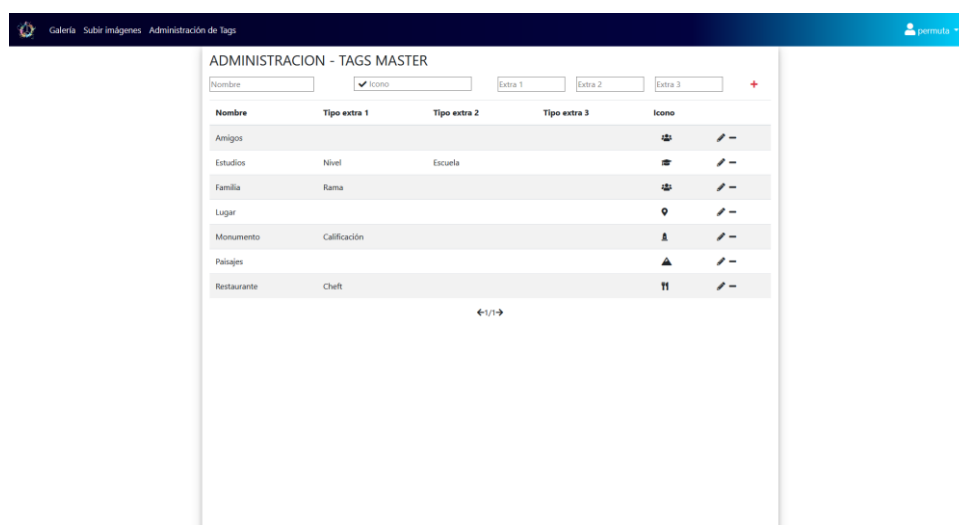 Galería Subir imágenes Administración de Tags permuta
ADMINISTRACION - TAGS MASTER
Nombre Icono Extra 1 Extra 2 Extra 3
Nombre Tipo extra 1 Tipo extra 2 Tipo extra 3 Icono
Amigos
Estudios Nivel Escuela
Familia Rama
Lugar
Monumento Calificación
Paisajes
Restaurante Cheft
1/1